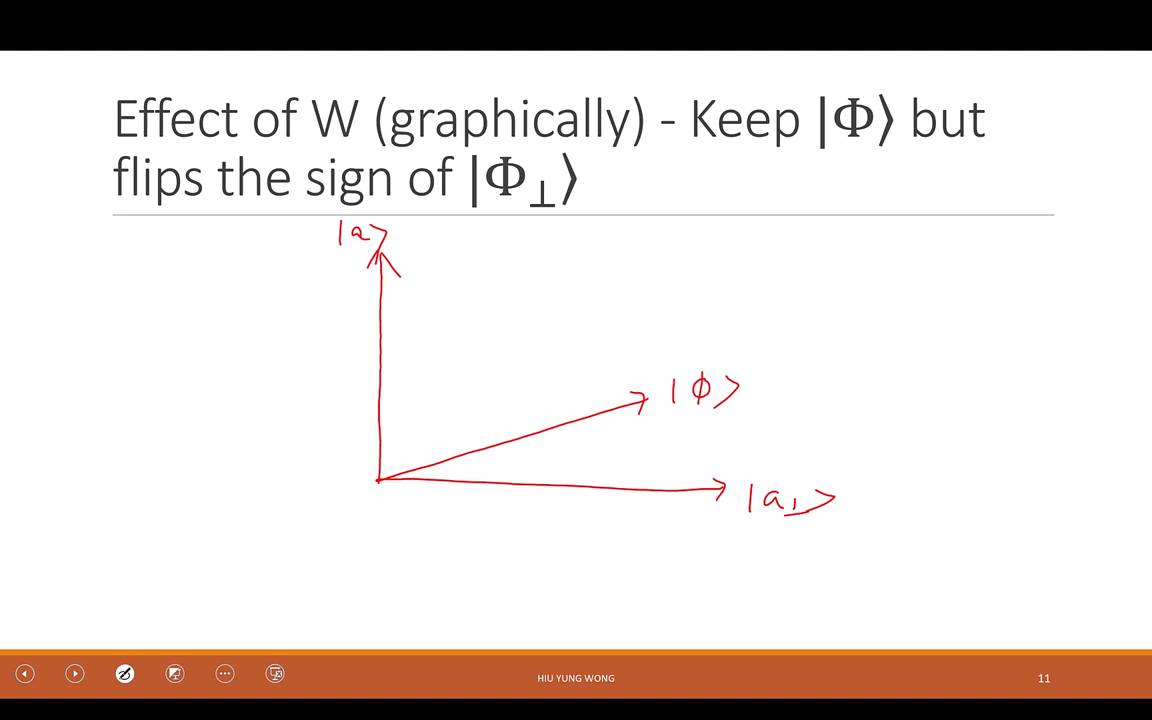 Effect of W (graphically) - Keep |Φ⟩ but
flips the sign of |Φ⊥⟩
|a⟩
|ϕ⟩
|a⊥⟩
HIU YUNG WONG
11